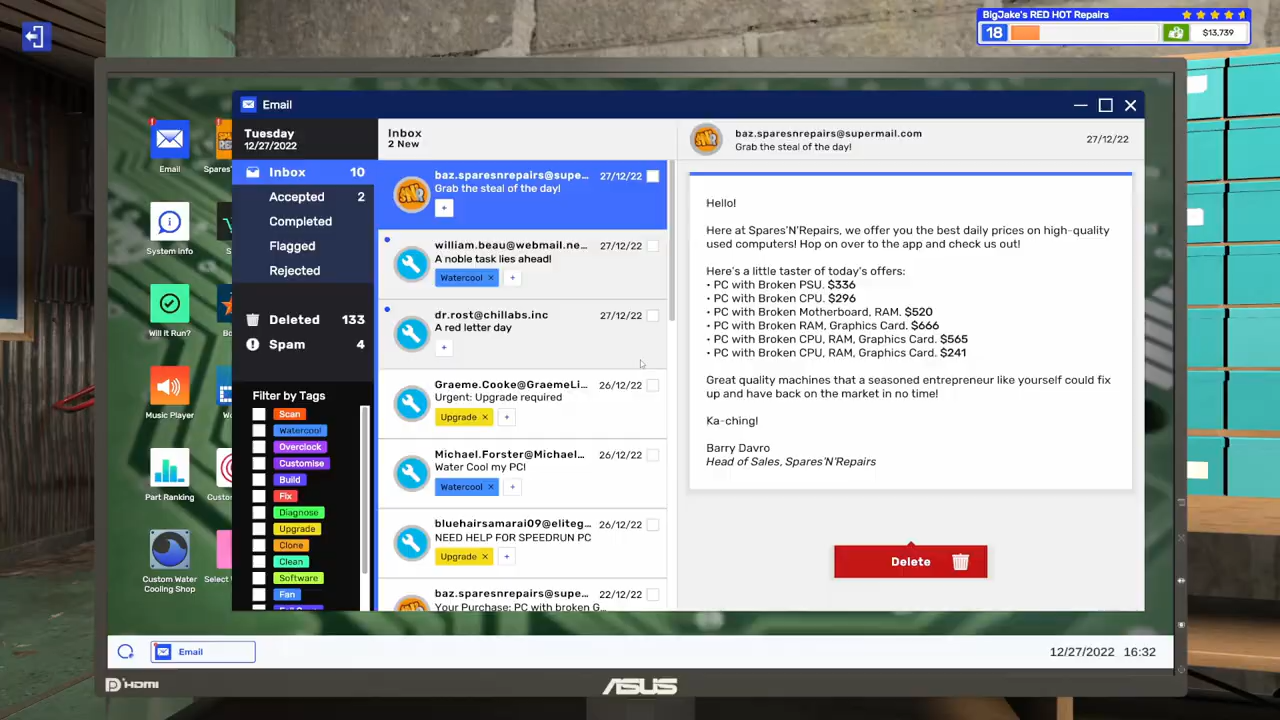 BigJake's RED HOT Repairs
18
$13,739
Email
Tuesday
12/27/2022
Inbox 10
Accepted 2
Completed
Flagged
Rejected
Deleted 133
Spam 4
Filter by Tags
Scan
Watercool
Overclock
Customise
Build
Fix
Diagnose
Upgrade
Clone
Clean
Software
Fan
Inbox
2 New
baz.sparesnrepairs@supe... 27/12/22
Grab the steal of the day!
+
william.beau@webmail.ne... 27/12/22
A noble task lies ahead!
Watercool × +
dr.rost@chillabs.inc 27/12/22
A red letter day
+
Graeme.Cooke@GraemeLi... 26/12/22
Urgent: Upgrade required
Upgrade × +
Michael.Forster@Michael... 26/12/22
Water Cool my PC!
Watercool × +
bluehairsamarai09@eliteg... 26/12/22
NEED HELP FOR SPEEDRUN PC
Upgrade × +
baz.sparesnrepairs@supe... 22/12/22
Your Purchase: PC with broken G...
baz.sparesnrepairs@supermail.com 27/12/22
Grab the steal of the day!
Hello!
Here at Spares'N'Repairs, we offer you the best daily prices on high-quality
used computers! Hop on over to the app and check us out!
Here's a little taster of today's offers:
• PC with Broken PSU. $336
• PC with Broken CPU. $296
• PC with Broken Motherboard, RAM. $520
• PC with Broken RAM, Graphics Card. $666
• PC with Broken CPU, RAM, Graphics Card. $565
• PC with Broken CPU, RAM, Graphics Card. $241
Great quality machines that a seasoned entrepreneur like yourself could fix
up and have back on the market in no time!
Ka-ching!
Barry Davro
Head of Sales, Spares'N'Repairs
Delete
Email
System Info
Will It Run?
Music Player
Part Ranking
Custom Water
Cooling Shop
Spares'
Custo
Select
Email
12/27/2022 16:32
HDMI
ASUS